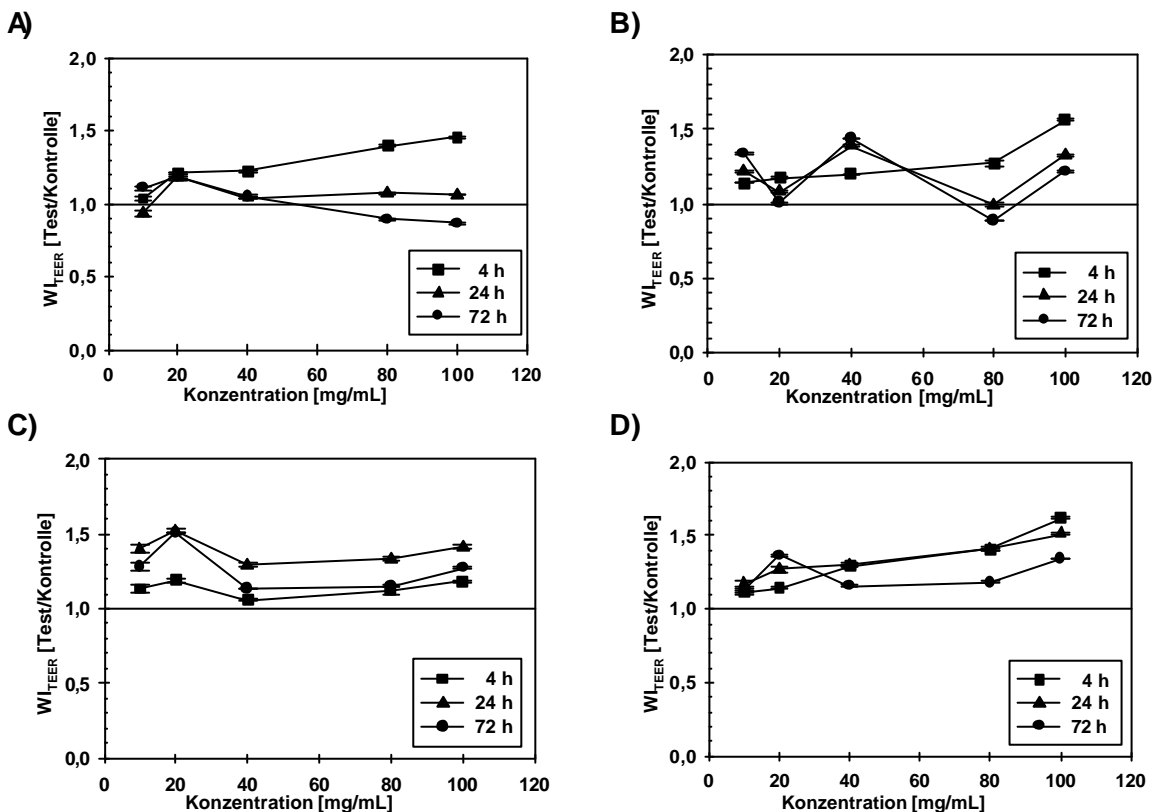 A)
2,0
1,5
1,0
0,5
0,0
WI_TEER [Test/Kontrolle]
4 h
24 h
72 h
0 20 40 60 80 100 120
Konzentration [mg/mL]
B)
2,0
1,5
1,0
0,5
0,0
WI_TEER [Test/Kontrolle]
4 h
24 h
72 h
0 20 40 60 80 100 120
Konzentration [mg/mL]
C)
2,0
1,5
1,0
0,5
0,0
WI_TEER [Test/Kontrolle]
4 h
24 h
72 h
0 20 40 60 80 100 120
Konzentration [mg/mL]
D)
2,0
1,5
1,0
0,5
0,0
WI_TEER [Test/Kontrolle]
4 h
24 h
72 h
0 20 40 60 80 100 120
Konzentration [mg/mL]